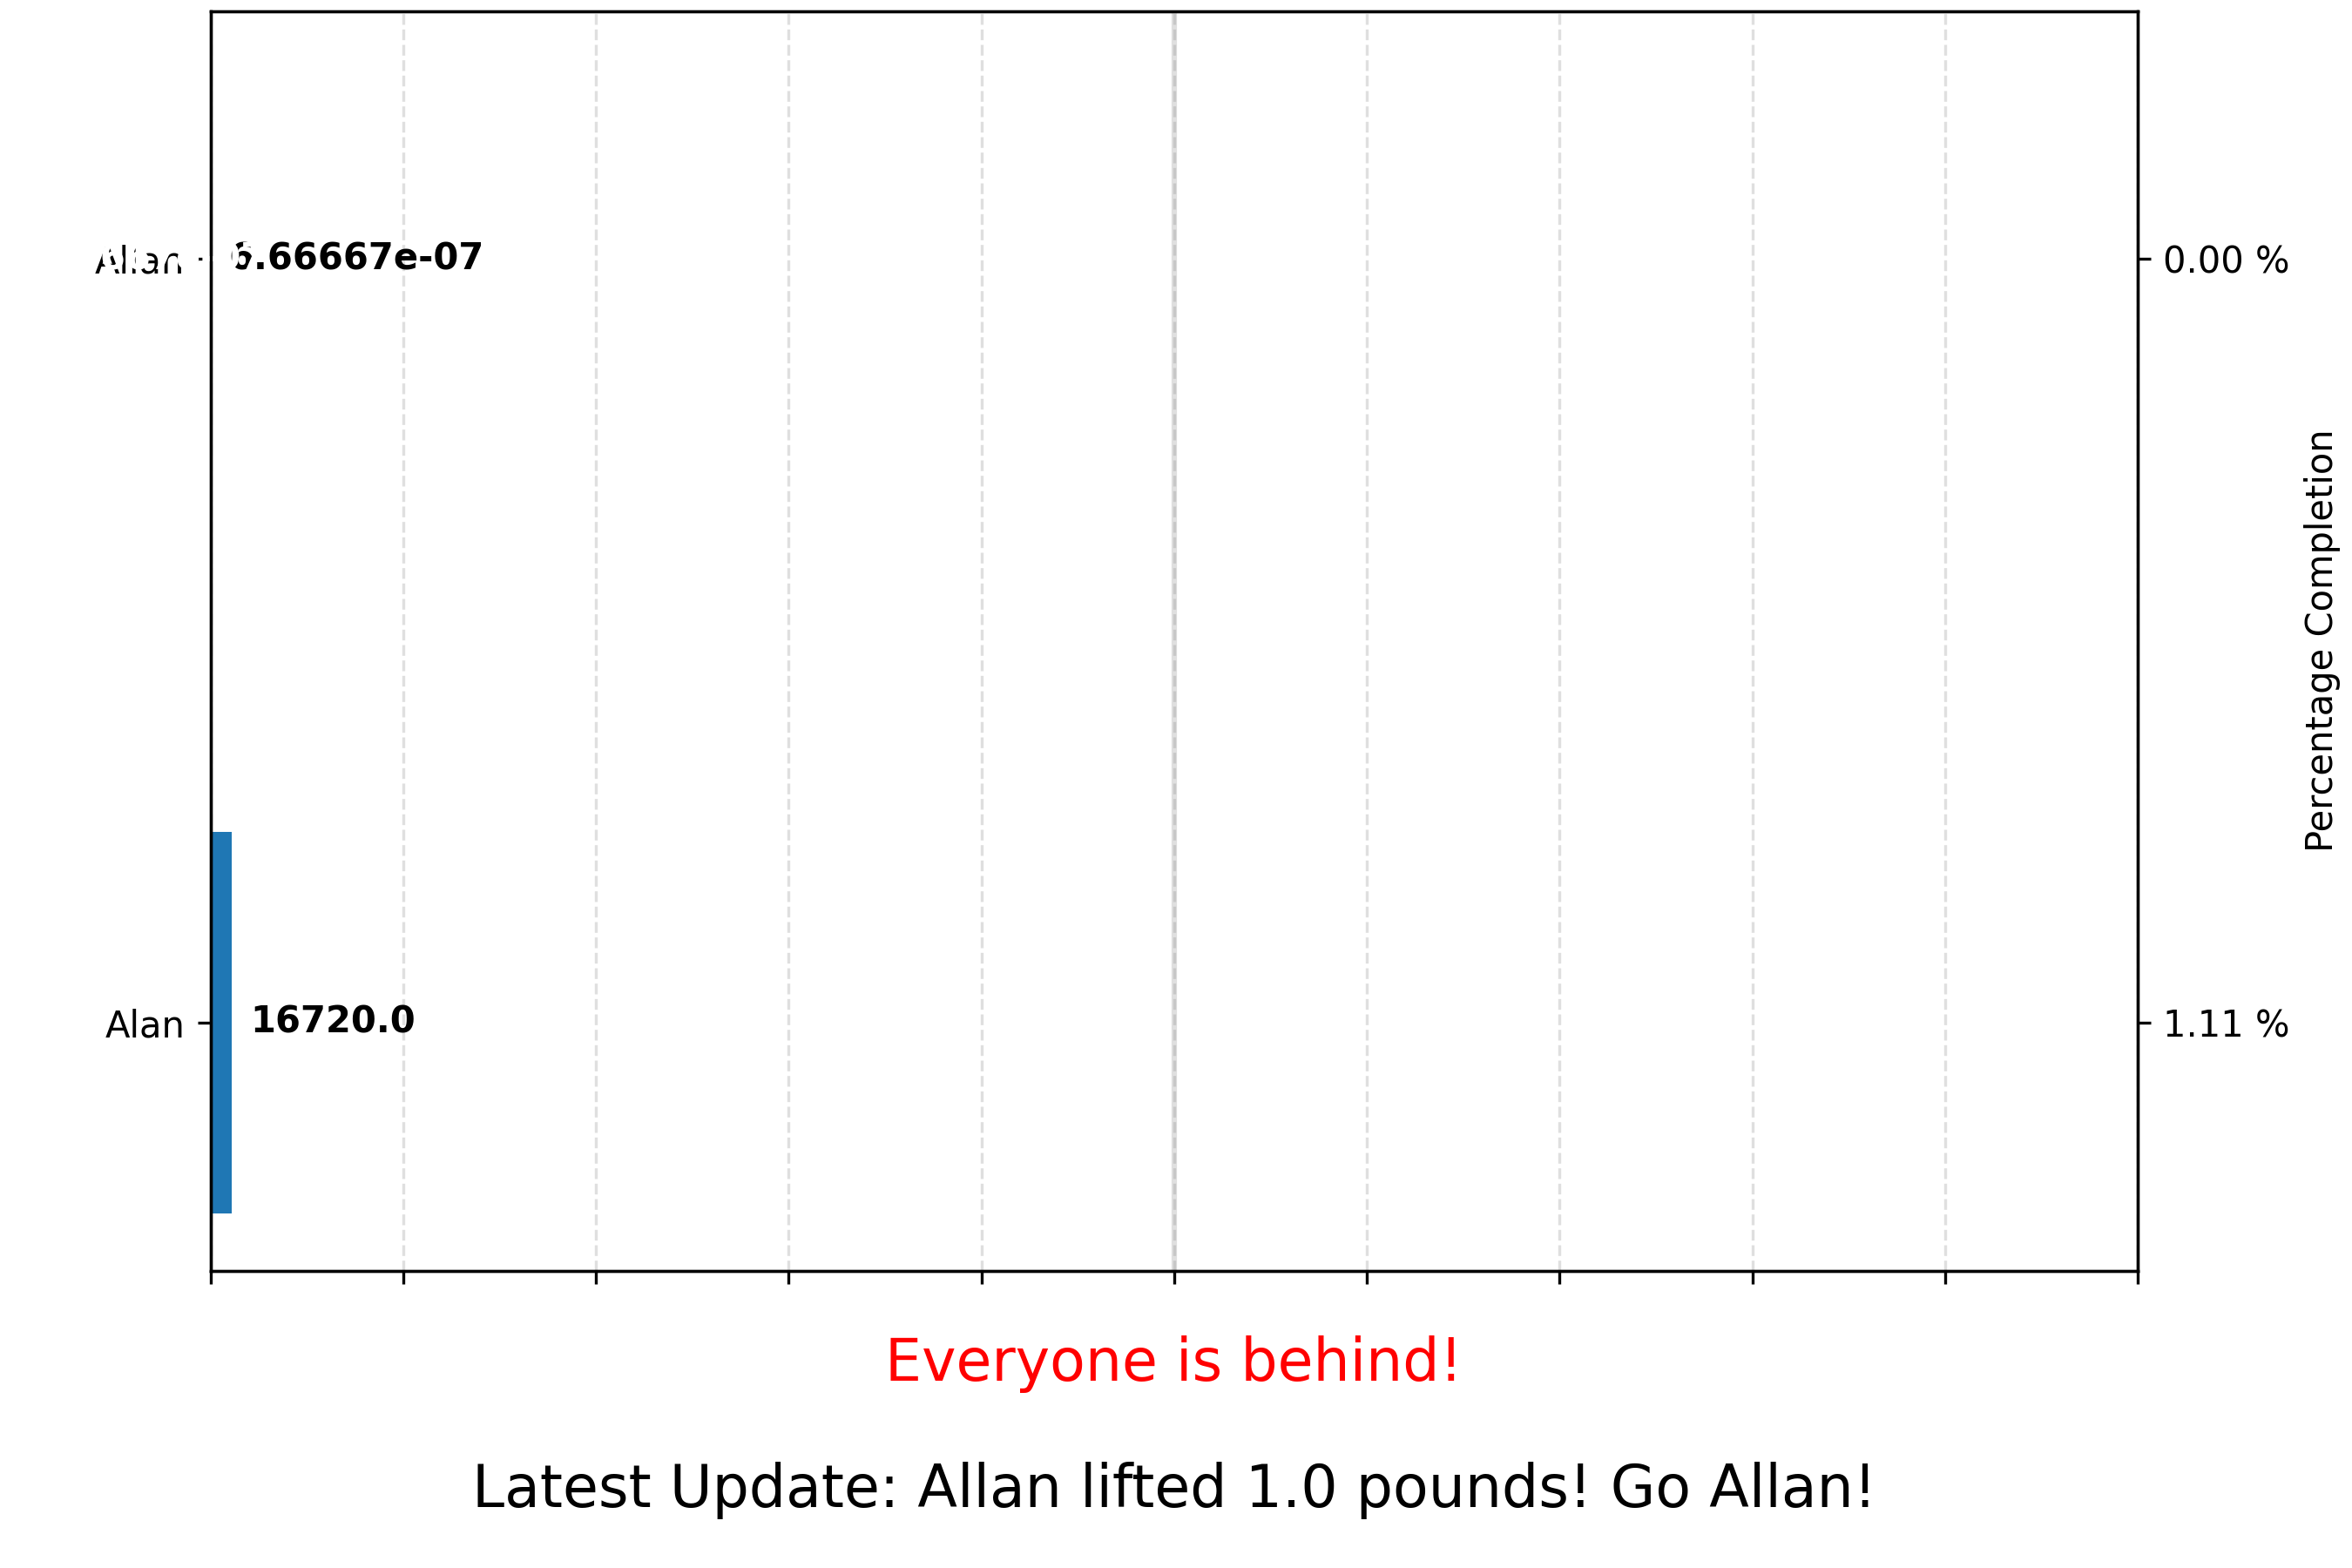 Allan 6.66667e-07 0.00 %
Percentage Completion
Alan 16720.0 1.11 %
Everyone is behind!
Latest Update: Allan lifted 1.0 pounds! Go Allan!